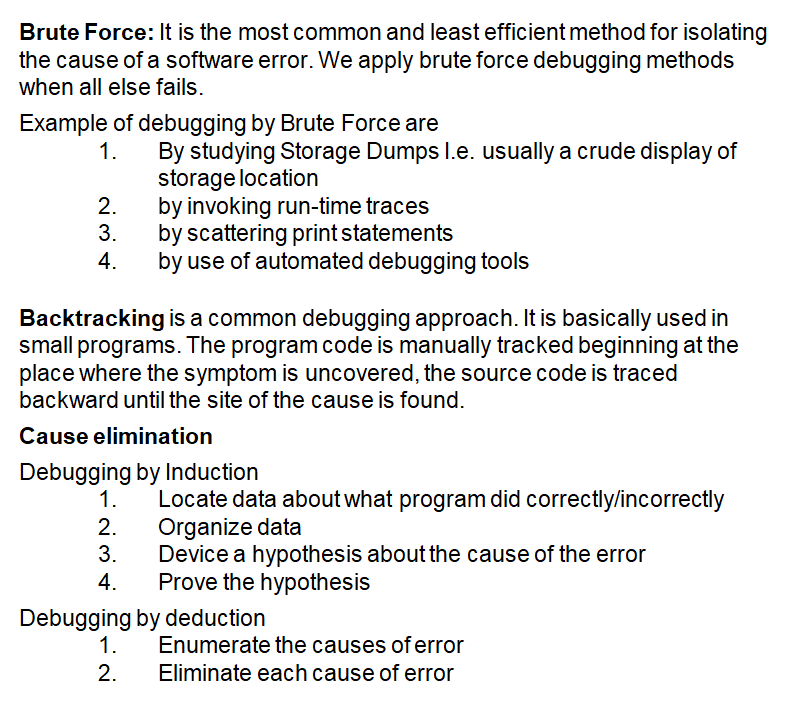 Brute Force: It is the most common and least efficient method for isolating
the cause of a software error. We apply brute force debugging methods
when all else fails.
Example of debugging by Brute Force are
1. By studying Storage Dumps I.e. usually a crude display of
storage location
2. by invoking run-time traces
3. by scattering print statements
4. by use of automated debugging tools
Backtracking is a common debugging approach. It is basically used in
small programs. The program code is manually tracked beginning at the
place where the symptom is uncovered, the source code is traced
backward until the site of the cause is found.
Cause elimination
Debugging by Induction
1. Locate data about what program did correctly/incorrectly
2. Organize data
3. Device a hypothesis about the cause of the error
4. Prove the hypothesis
Debugging by deduction
1. Enumerate the causes of error
2. Eliminate each cause of error